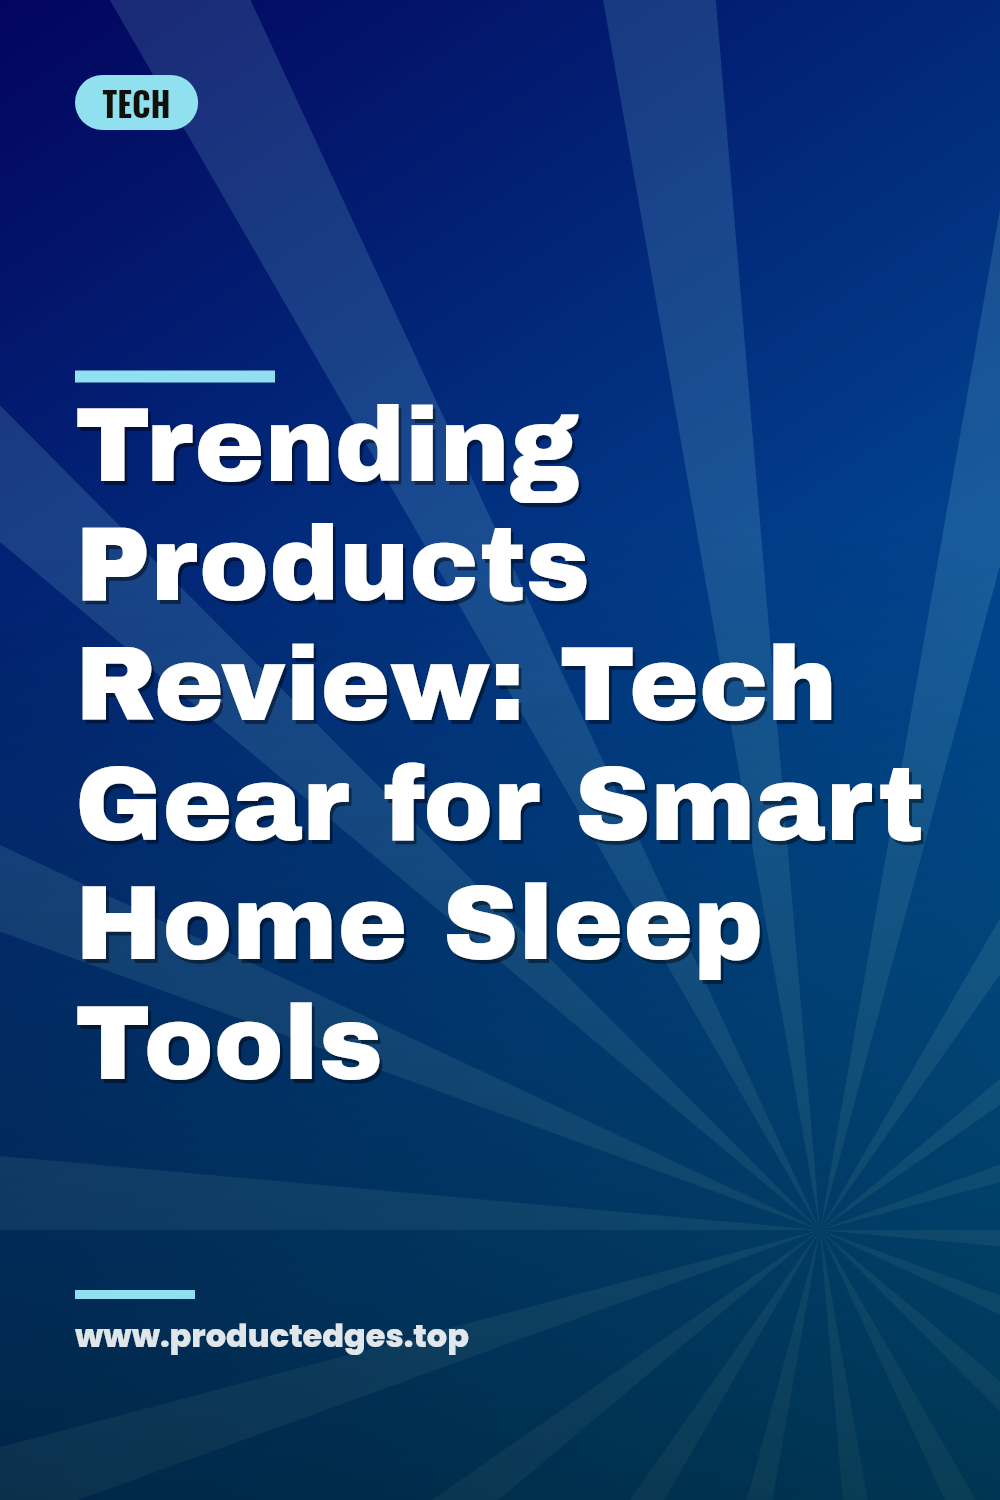 TECH
Trending
Products
Review: Tech
Gear for Smart
Home Sleep
Tools
www.productedges.top